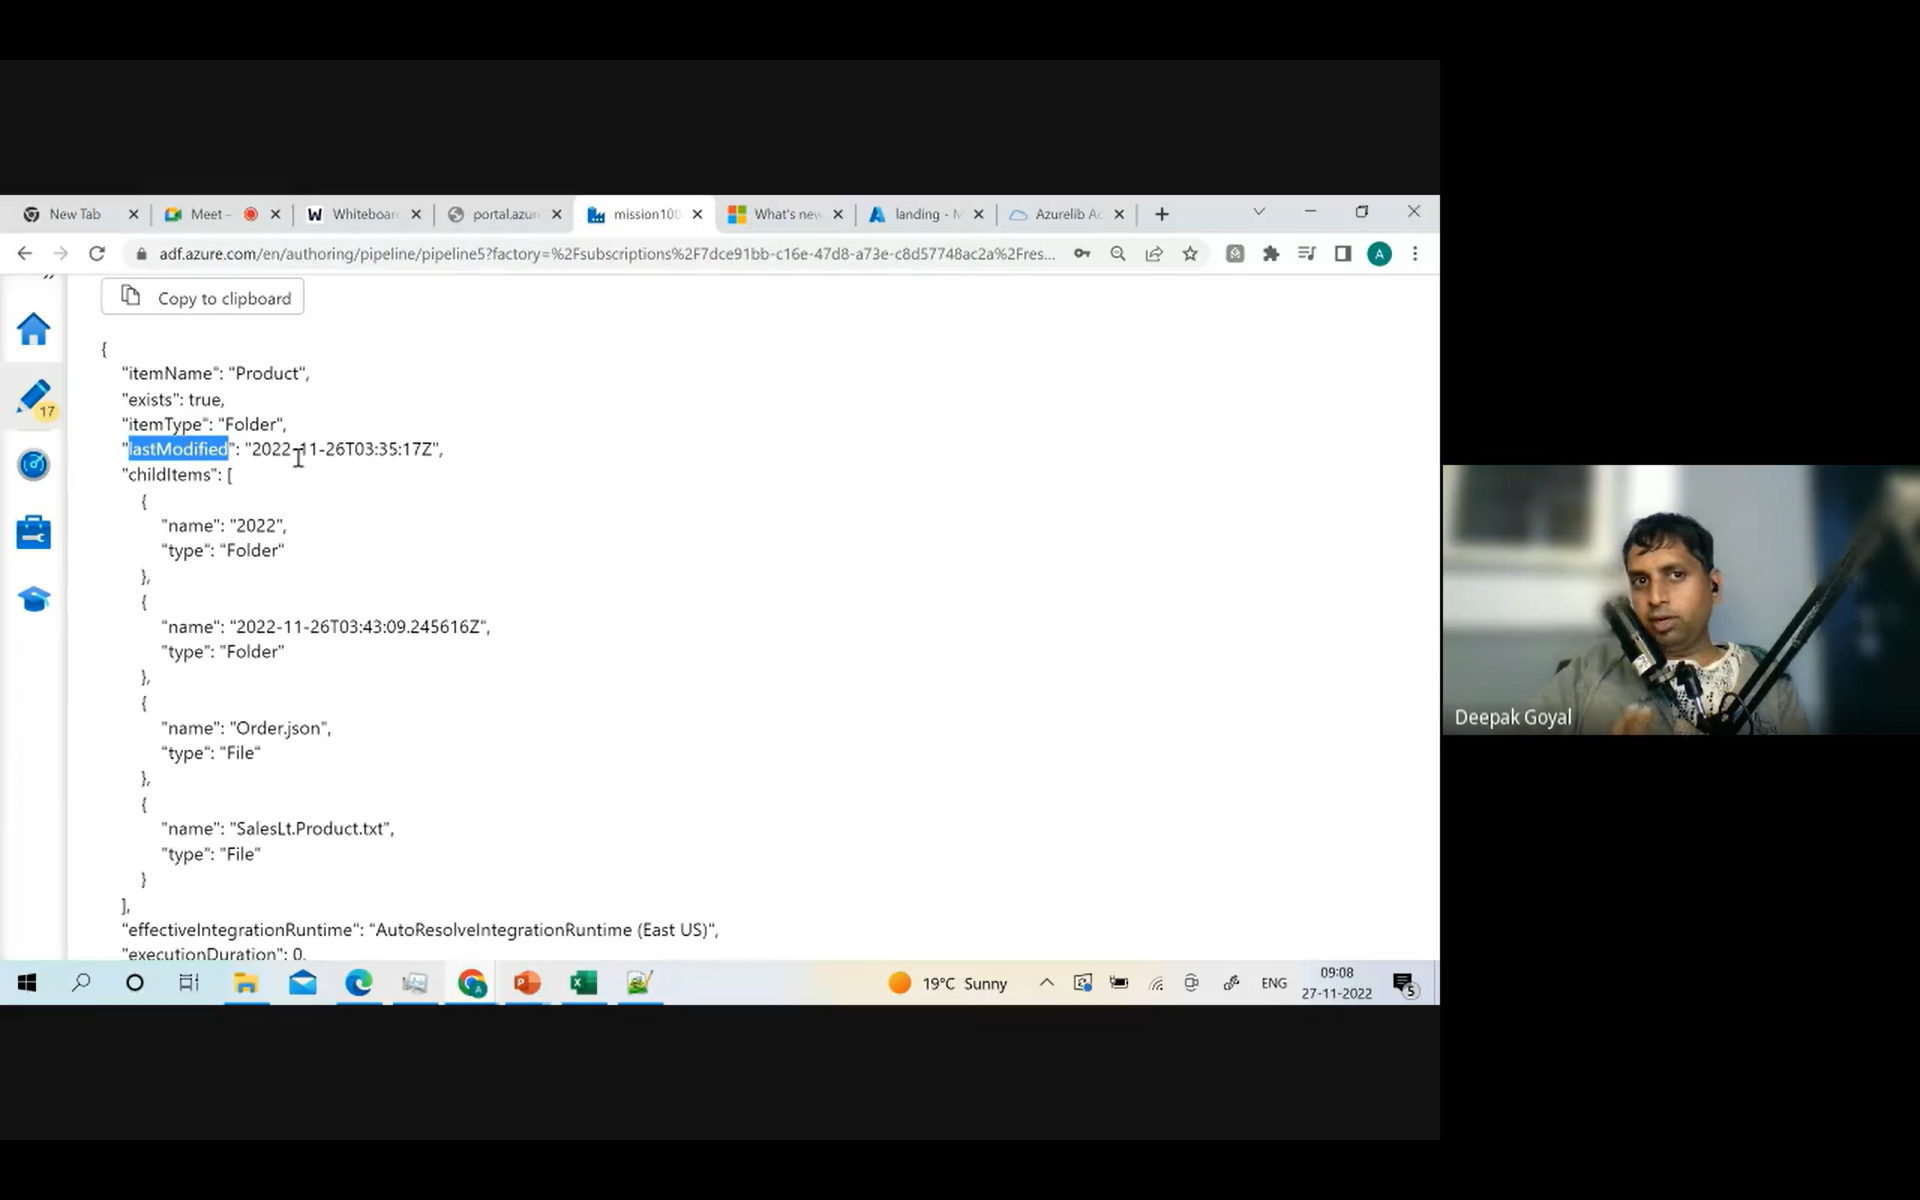 New Tab
Meet -
Whiteboar
portal.azur
mission100
What's new
landing - M
Azurelib Ac
adf.azure.com/en/authoring/pipeline/pipeline5?factory=%2Fsubscriptions%2F7dce91bb-c16e-47d8-a73e-c8d57748ac2a%2Fres...
A
Copy to clipboard
17
{
"itemName": "Product",
"exists": true,
"itemType": "Folder",
"lastModified": "2022-11-26T03:35:17Z",
"childItems": [
{
"name": "2022",
"type": "Folder"
},
{
"name": "2022-11-26T03:43:09.245616Z",
"type": "Folder"
},
{
"name": "Order.json",
"type": "File"
},
{
"name": "SalesLt.Product.txt",
"type": "File"
}
],
"effectiveIntegrationRuntime": "AutoResolveIntegrationRuntime (East US)",
"executionDuration": 0,
19°C Sunny
ENG
09:08
27-11-2022
5
Deepak Goyal